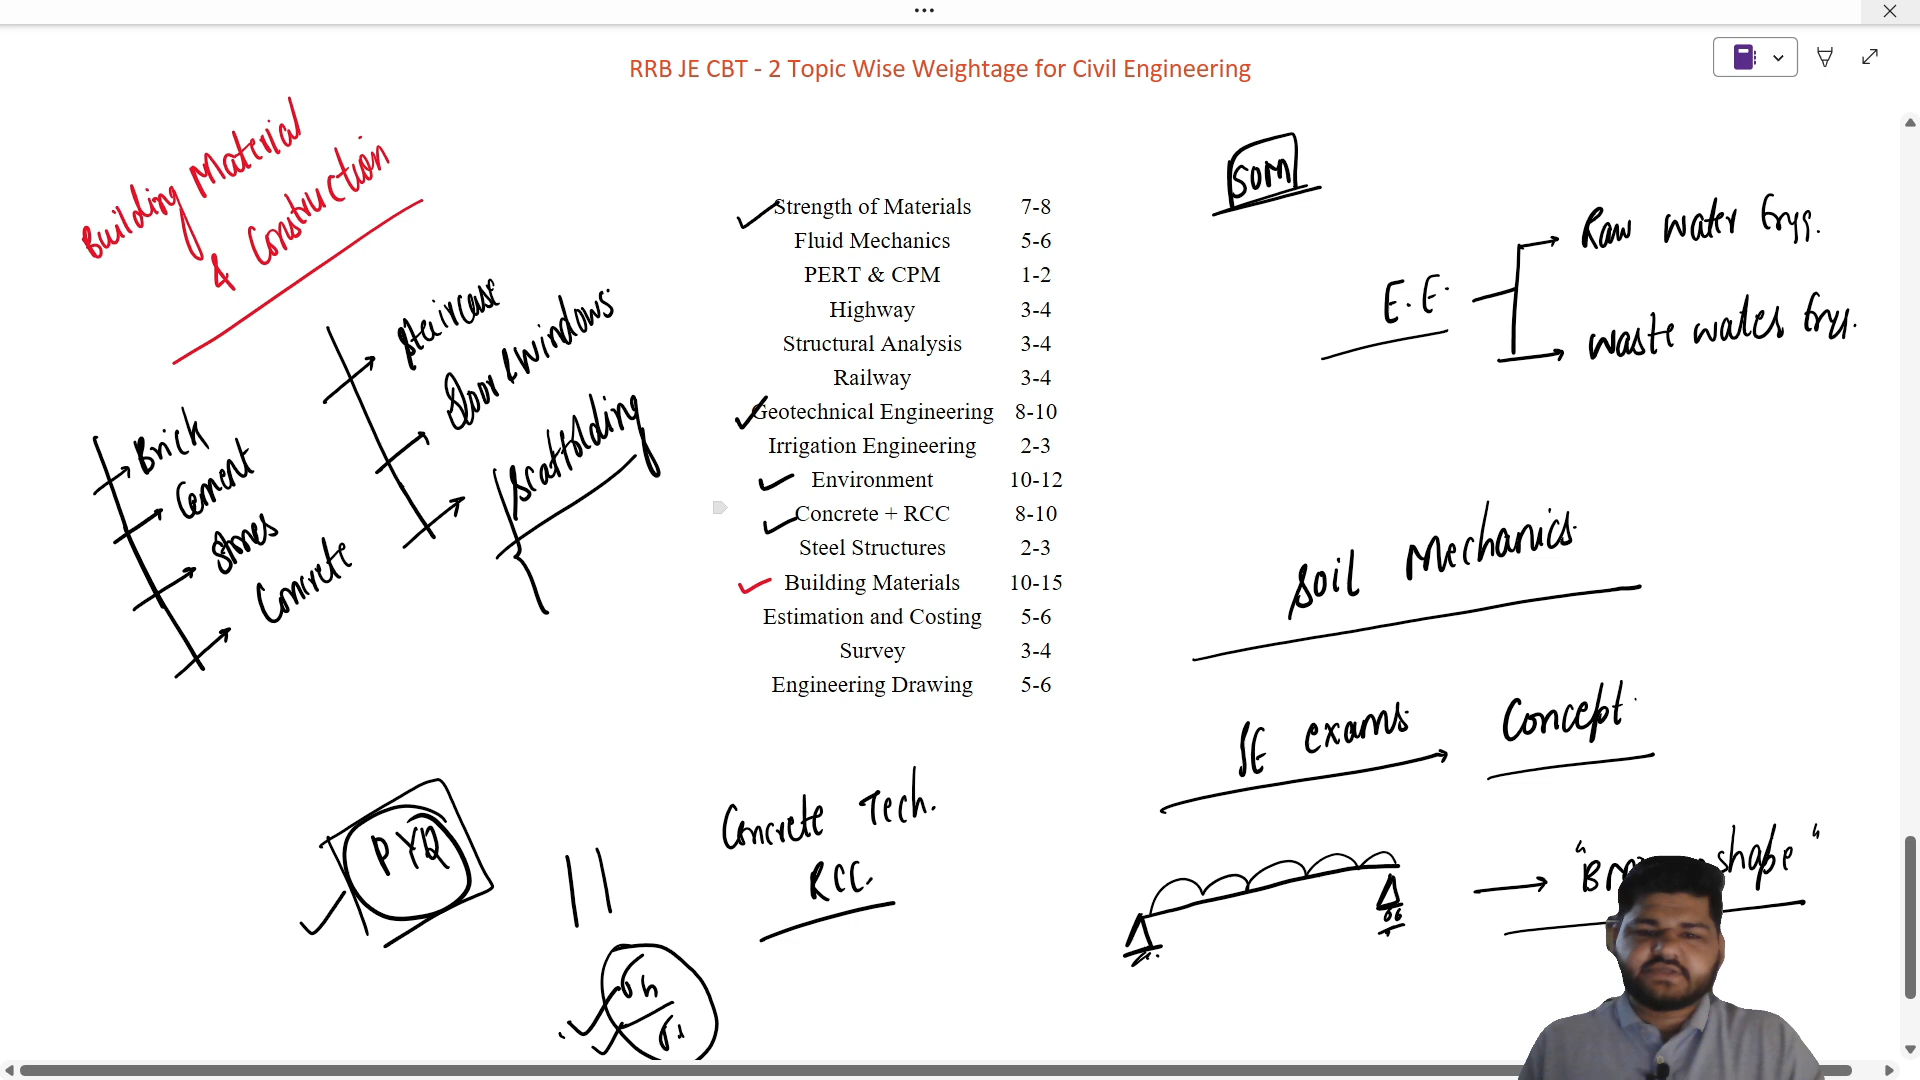 RRB JE CBT - 2 Topic Wise Weightage for Civil Engineering
Building Material
& Construction
Brick
Cement
Stones
Concrete
Staircase
Door & Windows
Scaffolding
Strength of Materials 7-8
Fluid Mechanics 5-6
PERT & CPM 1-2
Highway 3-4
Structural Analysis 3-4
Railway 3-4
Geotechnical Engineering 8-10
Irrigation Engineering 2-3
Environment 10-12
Concrete + RCC 8-10
Steel Structures 2-3
Building Materials 10-15
Estimation and Costing 5-6
Survey 3-4
Engineering Drawing 5-6
SOM
E.E.
Raw water Engg.
Waste water Engg.
Soil Mechanics
JE exams
Concept
shape"
PYQ
Concrete Tech.
RCC.
σh